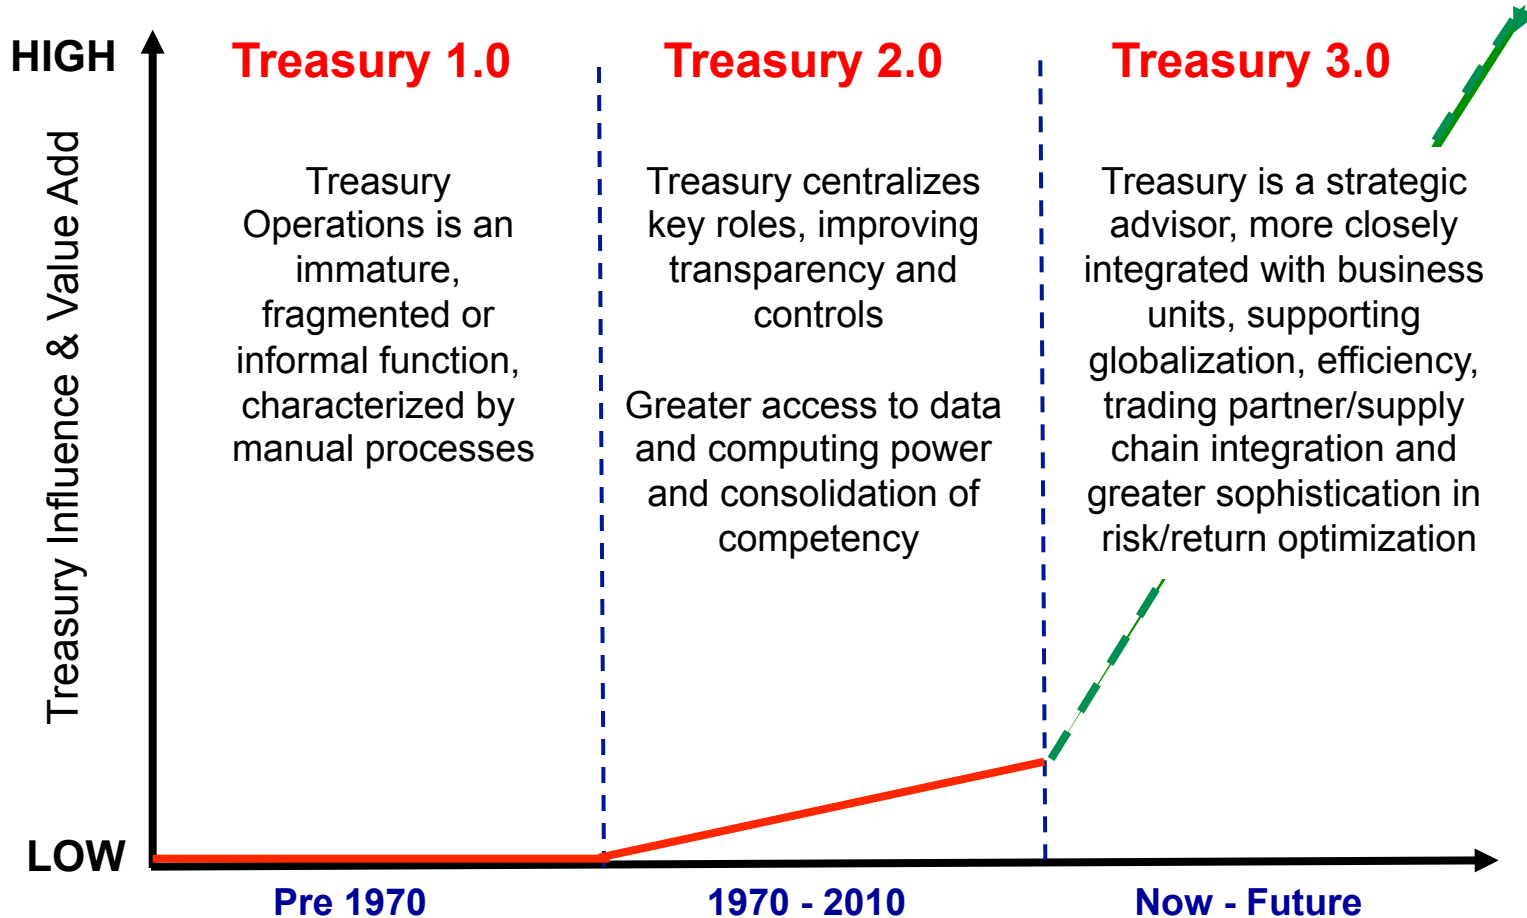 HIGH
Treasury Influence & Value Add
LOW
Treasury 1.0
Treasury
Operations is an
immature,
fragmented or
informal function,
characterized by
manual processes
Pre 1970
Treasury 2.0
Treasury centralizes
key roles, improving
transparency and
controls
Greater access to data
and computing power
and consolidation of
competency
1970 - 2010
Treasury 3.0
Treasury is a strategic
advisor, more closely
integrated with business
units, supporting
globalization, efficiency,
trading partner/supply
chain integration and
greater sophistication in
risk/return optimization
Now - Future